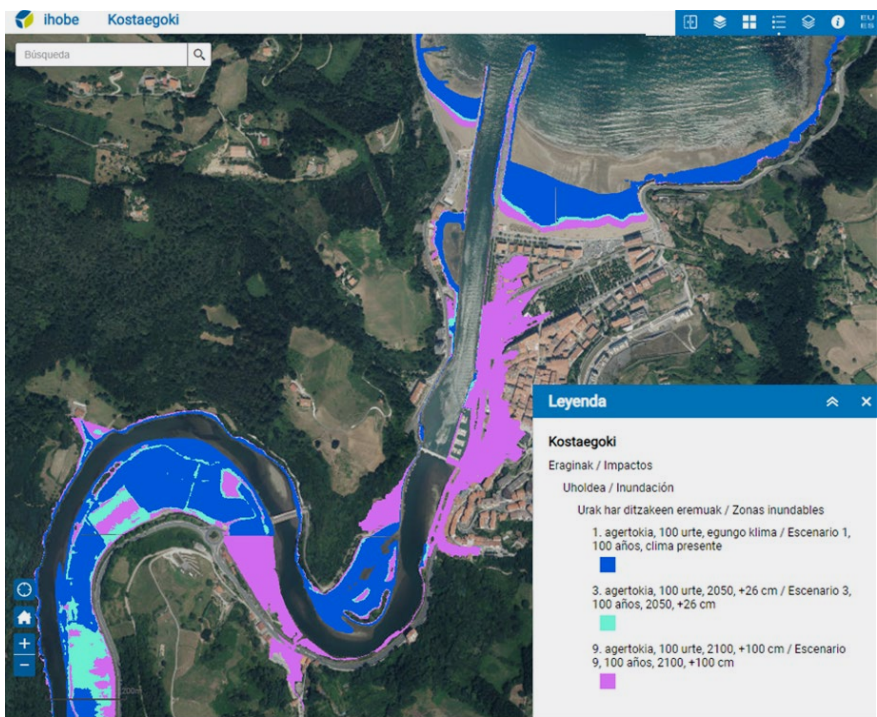 ihobe Kostaegoki
EU
ES
Búsqueda
Leyenda
Kostaegoki
Eraginak / Impactos
Uholdea / Inundación
Urak har ditzakeen eremuak / Zonas inundables
1. agertokia, 100 urte, egungo klima / Escenario 1,
100 años, clima presente
3. agertokia, 100 urte, 2050, +26 cm / Escenario 3,
100 años, 2050, +26 cm
9. agertokia, 100 urte, 2100, +100 cm / Escenario
9, 100 años, 2100, +100 cm
200m